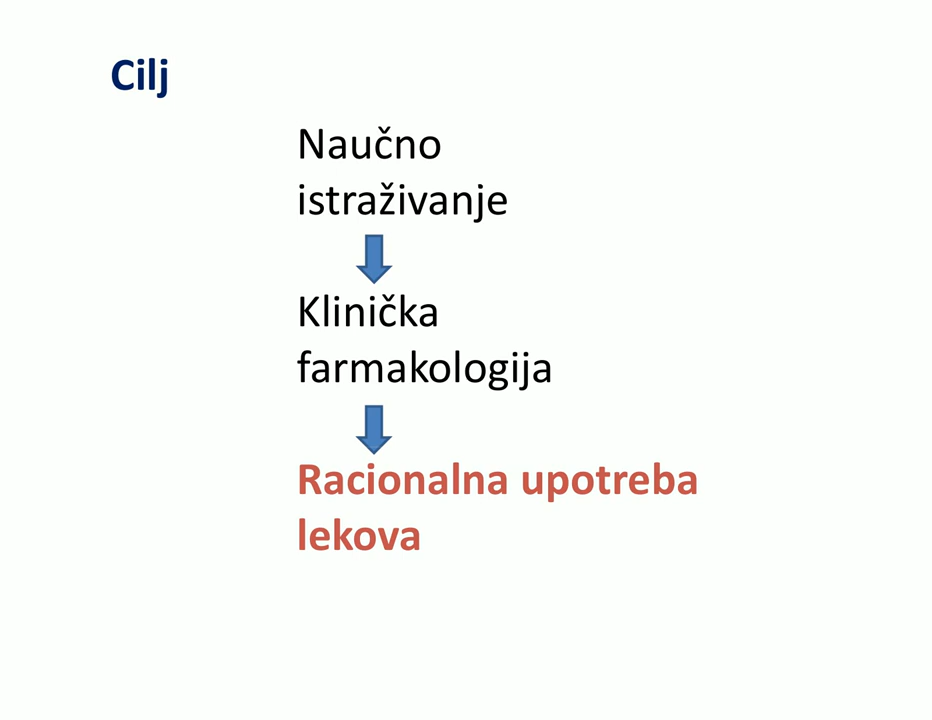 Cilj
Naučno
istraživanje
Klinička
farmakologija
Racionalna upotreba
lekova